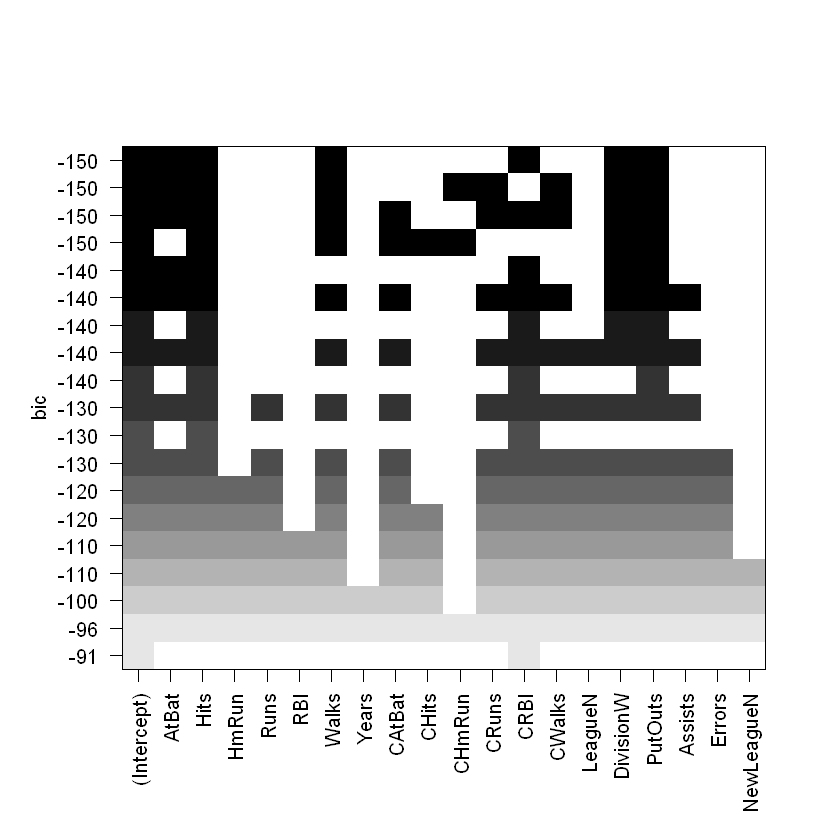 -150
-150
-150
-150
-140
-140
-140
-140
-140
-130
-130
-130
-120
-120
-110
-110
-100
-96
-91
bic
(Intercept)
AtBat
Hits
HmRun
Runs
RBI
Walks
Years
CAtBat
CHits
CHmRun
CRuns
CRBI
CWalks
LeagueN
DivisionW
PutOuts
Assists
Errors
NewLeagueN